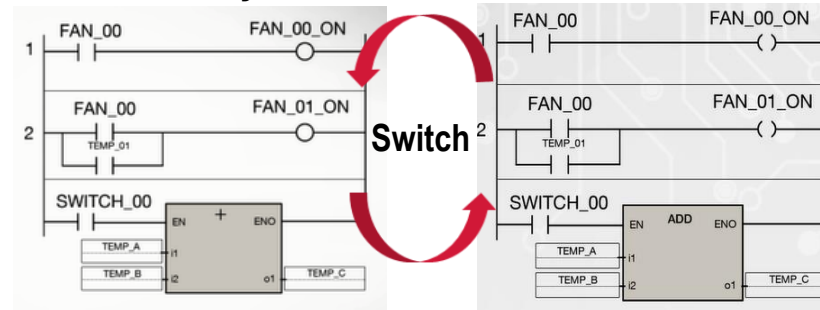 FAN_00 FAN_00_ON
1
FAN_00 FAN_01_ON
2
TEMP_01
SWITCH_00
EN + ENO
TEMP_A
i1
TEMP_B i2 o1 TEMP_C
Switch
FAN_00 FAN_00_ON
1
FAN_00 FAN_01_ON
2
TEMP_01
SWITCH_00
EN ADD ENO
TEMP_A
i1
TEMP_B i2 o1 TEMP_C